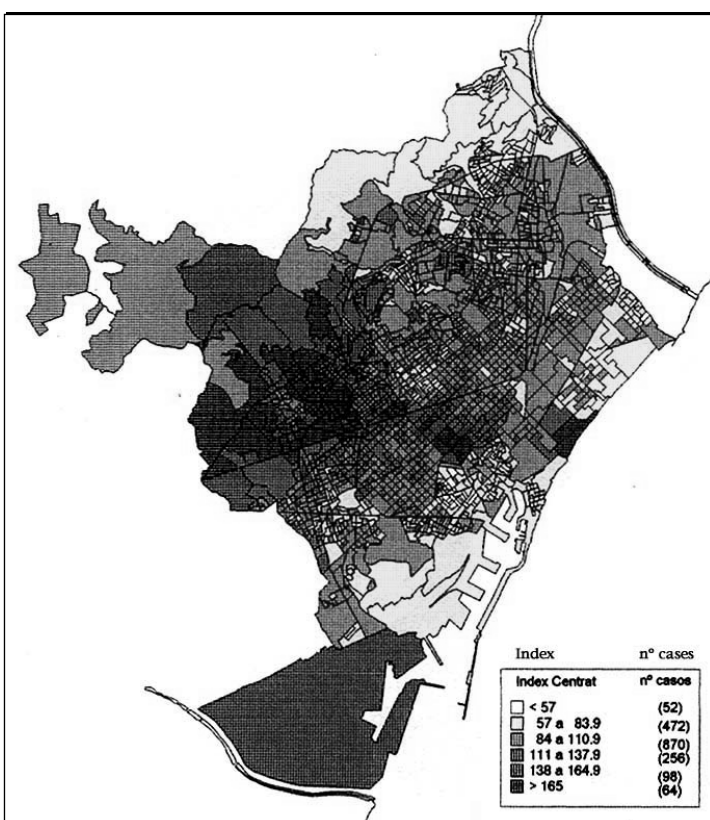 Index nº cases
Index Centrat nº casos
< 57 (52)
57 a 83.9 (472)
84 a 110.9 (870)
111 a 137.9 (256)
138 a 164.9 (98)
> 165 (64)